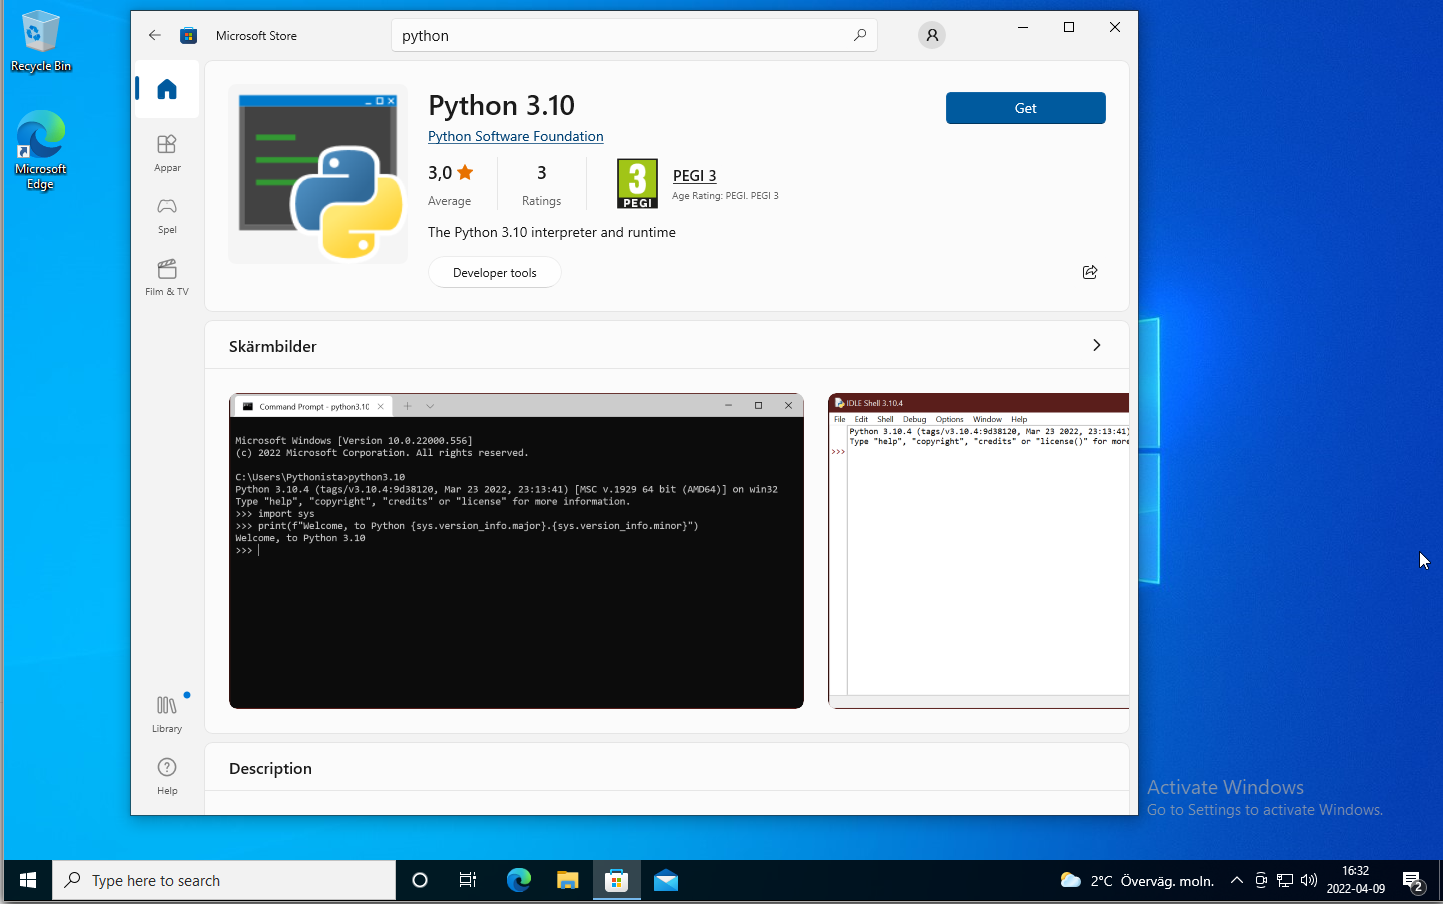 Recycle Bin
Microsoft
Edge
Microsoft Store
python
Appar
Spel
Film & TV
Library
Help
Python 3.10
Python Software Foundation
Get
3,0
Average
3
Ratings
3
PEGI
PEGI 3
Age Rating: PEGI. PEGI 3
The Python 3.10 interpreter and runtime
Developer tools
Skärmbilder
Command Prompt - python3.10
Microsoft Windows [Version 10.0.22000.556]
(c) 2022 Microsoft Corporation. All rights reserved.
C:\Users\Pythonista>python3.10
Python 3.10.4 (tags/v3.10.4:9d38120, Mar 23 2022, 23:13:41) [MSC v.1929 64 bit (AMD64)] on win32
Type "help", "copyright", "credits" or "license" for more information.
>>> import sys
>>> print(f"Welcome, to Python {sys.version_info.major}.{sys.version_info.minor}")
Welcome, to Python 3.10
>>>
IDLE Shell 3.10.4
File Edit Shell Debug Options Window Help
Python 3.10.4 (tags/v3.10.4:9d38120, Mar 23 2022, 23:13:41)
Type "help", "copyright", "credits" or "license()" for more
>>>
Description
Activate Windows
Go to Settings to activate Windows.
Type here to search
2°C Överväg. moln.
16:32
2022-04-09
2